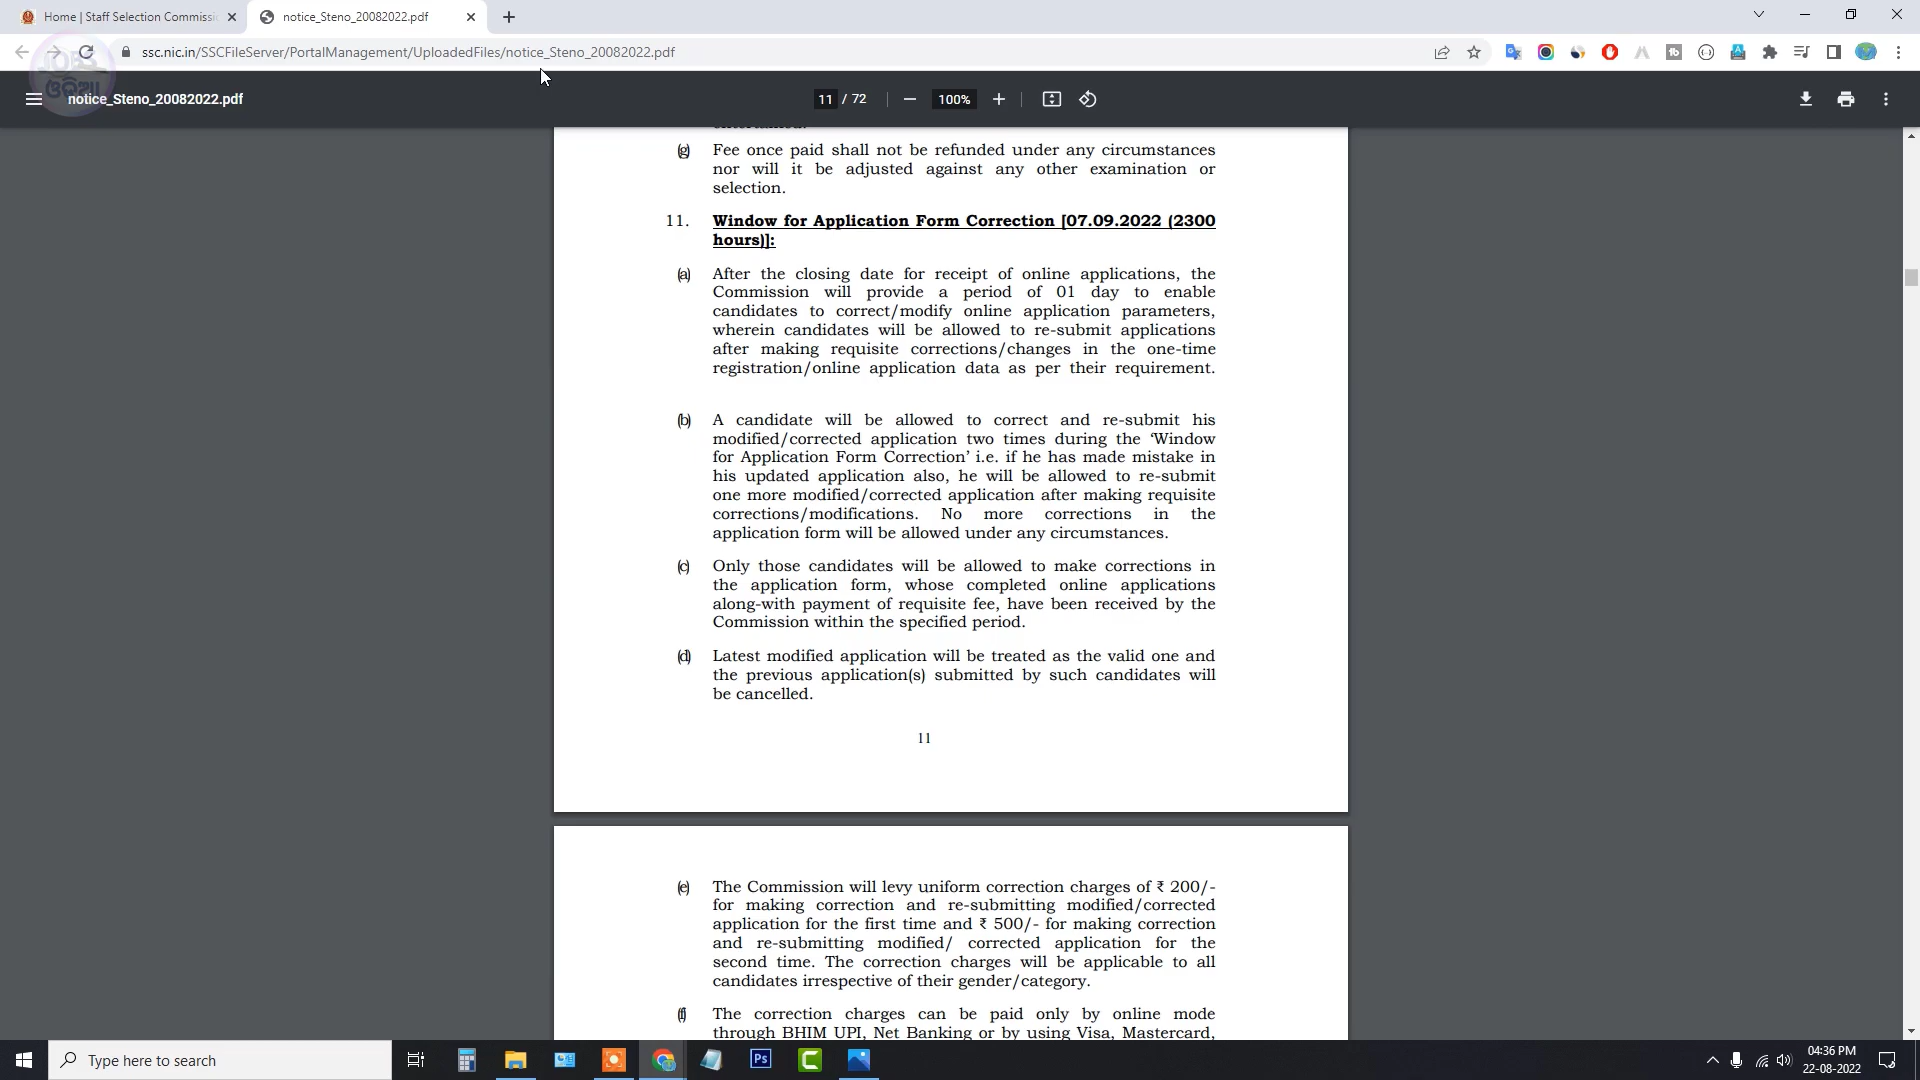 Home | Staff Selection Commissi
notice_Steno_20082022.pdf
ssc.nic.in/SSCFileServer/PortalManagement/UploadedFiles/notice_Steno_20082022.pdf
JOBS
ଓଡ଼ିଆ
notice_Steno_20082022.pdf
11 / 72
100%
(g) Fee once paid shall not be refunded under any circumstances
nor will it be adjusted against any other examination or
selection.
11. Window for Application Form Correction [07.09.2022 (2300
hours)]:
(a) After the closing date for receipt of online applications, the
Commission will provide a period of 01 day to enable
candidates to correct/modify online application parameters,
wherein candidates will be allowed to re-submit applications
after making requisite corrections/changes in the one-time
registration/online application data as per their requirement.
(b) A candidate will be allowed to correct and re-submit his
modified/corrected application two times during the ‘Window
for Application Form Correction’ i.e. if he has made mistake in
his updated application also, he will be allowed to re-submit
one more modified/corrected application after making requisite
corrections/modifications. No more corrections in the
application form will be allowed under any circumstances.
(c) Only those candidates will be allowed to make corrections in
the application form, whose completed online applications
along-with payment of requisite fee, have been received by the
Commission within the specified period.
(d) Latest modified application will be treated as the valid one and
the previous application(s) submitted by such candidates will
be cancelled.
11
(e) The Commission will levy uniform correction charges of ₹ 200/-
for making correction and re-submitting modified/corrected
application for the first time and ₹ 500/- for making correction
and re-submitting modified/ corrected application for the
second time. The correction charges will be applicable to all
candidates irrespective of their gender/category.
(f) The correction charges can be paid only by online mode
through BHIM UPI, Net Banking or by using Visa, Mastercard,
Type here to search
Ps
04:36 PM
22-08-2022